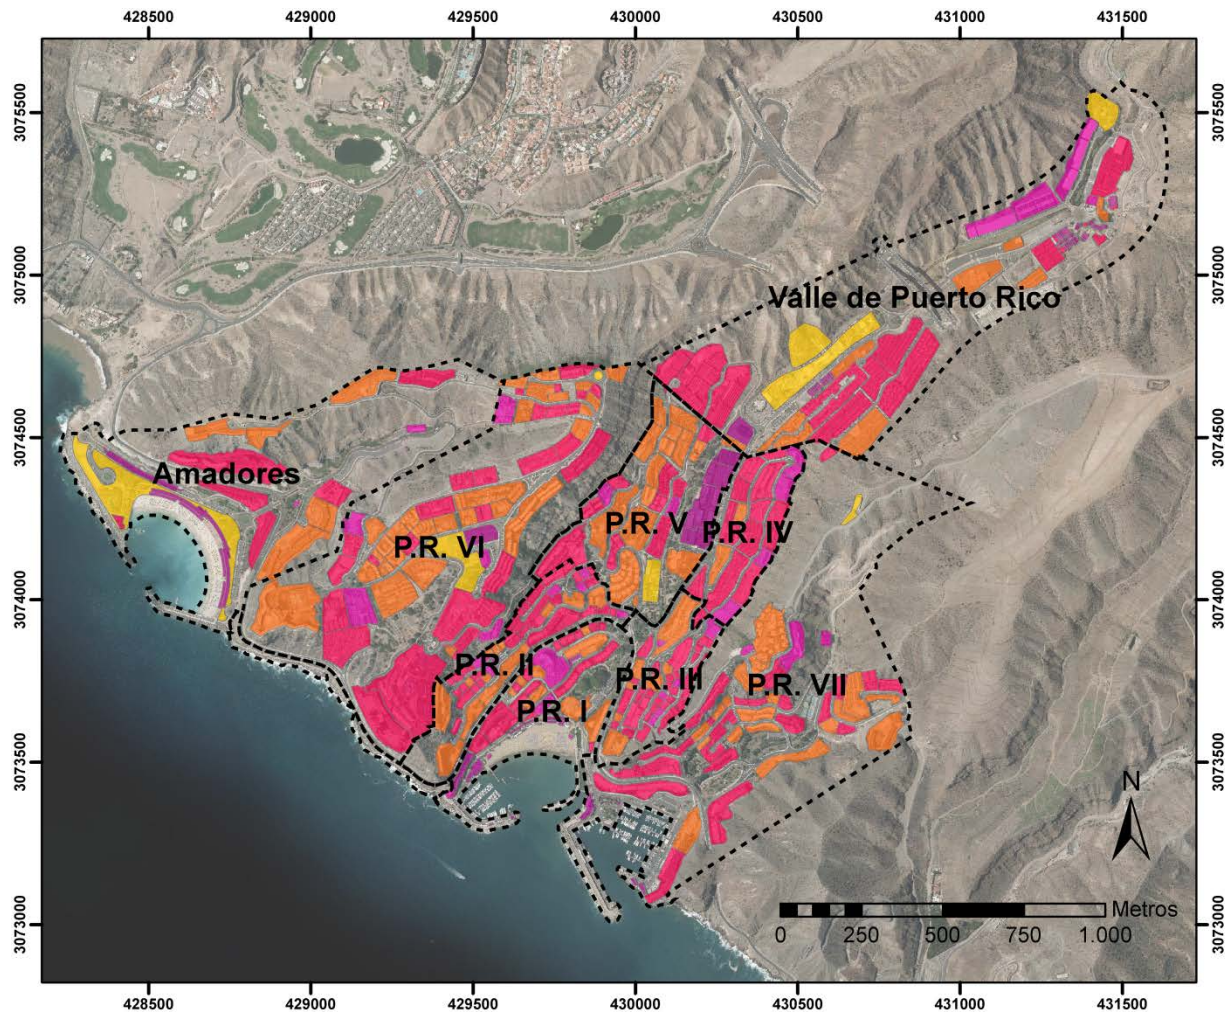 428500 429000 429500 430000 430500 431000 431500
3075500 3075500
3075000 3075000
Valle de Puerto Rico
3074500 3074500
Amadores
P.R. V P.R. IV
P.R. VI
3074000 3074000
P.R. II P.R. III P.R. VII
P.R. I
3073500 3073500
N
Metros
3073000 3073000
0 250 500 750 1.000
428500 429000 429500 430000 430500 431000 431500